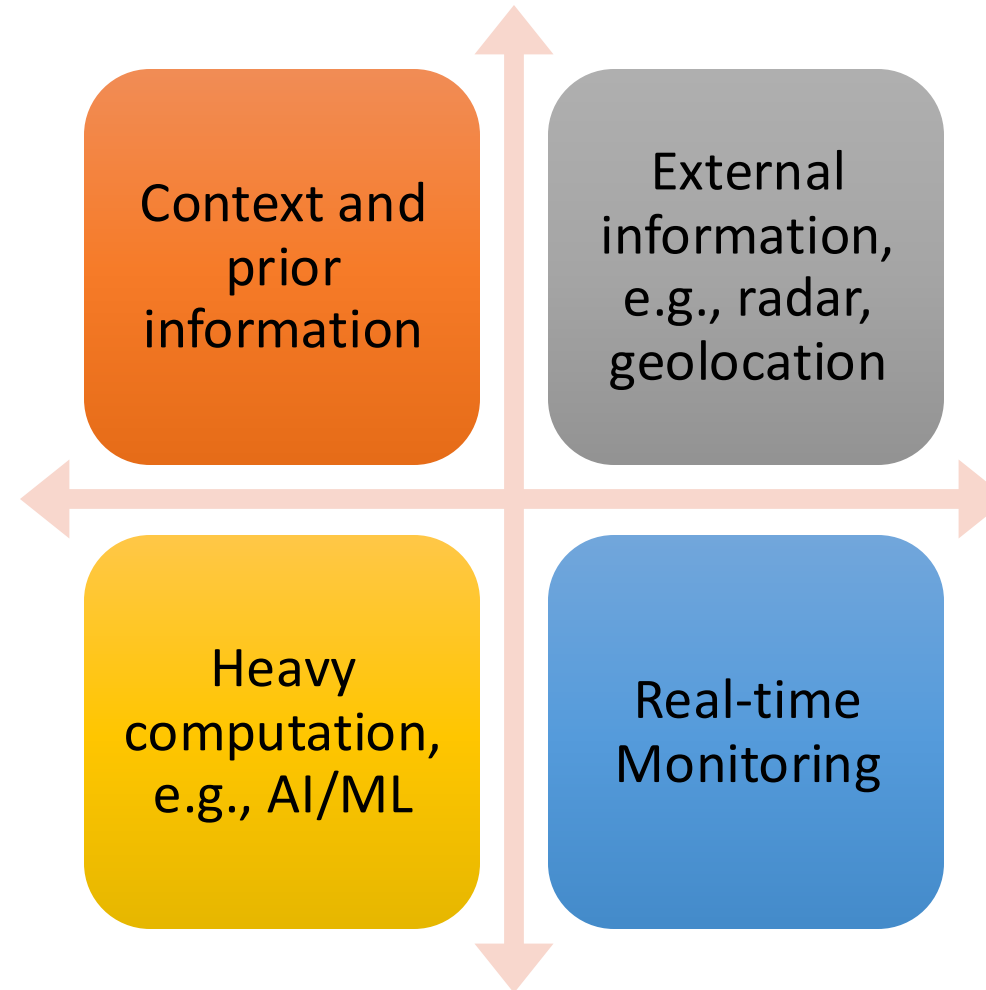 Context and
prior
information
External
information,
e.g., radar,
geolocation
Heavy
computation,
e.g., AI/ML
Real-time
Monitoring